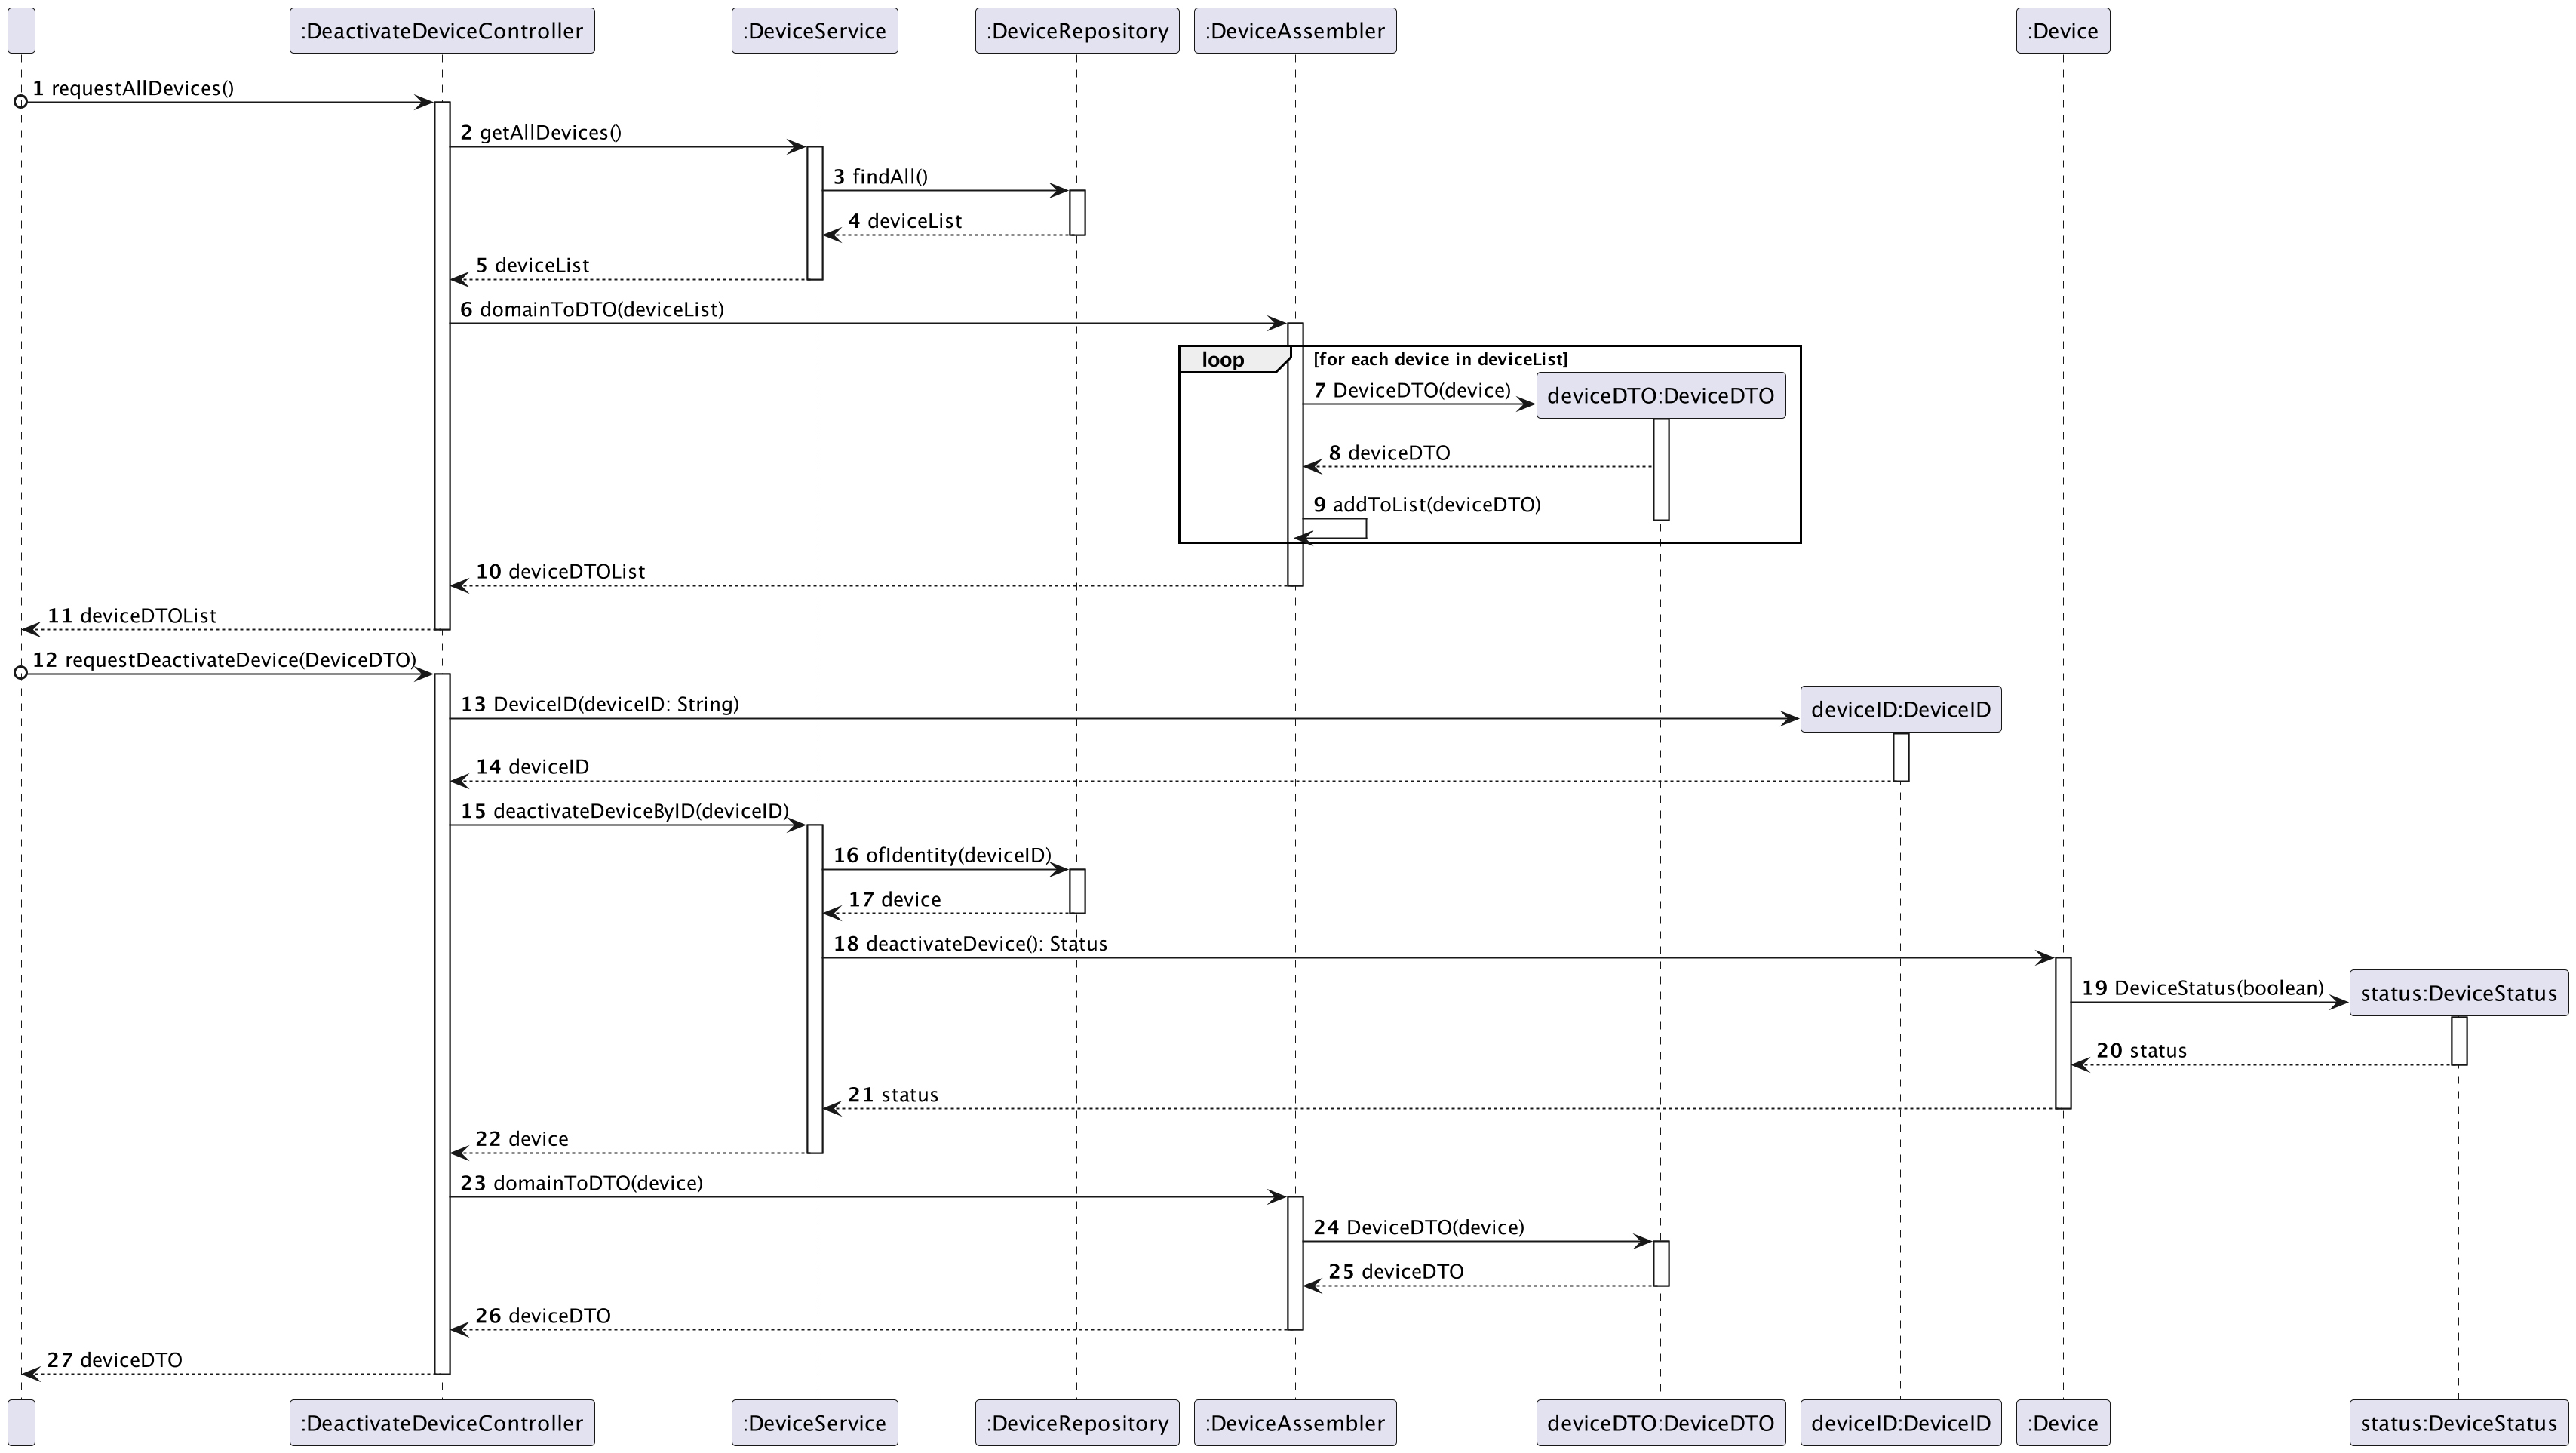 :DeactivateDeviceController
:DeviceService
:DeviceRepository
:DeviceAssembler
:Device
1 requestAllDevices()
2 getAllDevices()
3 findAll()
4 deviceList
5 deviceList
6 domainToDTO(deviceList)
loop
[for each device in deviceList]
7 DeviceDTO(device)
deviceDTO:DeviceDTO
8 deviceDTO
9 addToList(deviceDTO)
10 deviceDTOList
11 deviceDTOList
12 requestDeactivateDevice(DeviceDTO)
13 DeviceID(deviceID: String)
deviceID:DeviceID
14 deviceID
15 deactivateDeviceByID(deviceID)
16 ofIdentity(deviceID)
17 device
18 deactivateDevice(): Status
19 DeviceStatus(boolean)
status:DeviceStatus
20 status
21 status
22 device
23 domainToDTO(device)
24 DeviceDTO(device)
25 deviceDTO
26 deviceDTO
27 deviceDTO
:DeactivateDeviceController
:DeviceService
:DeviceRepository
:DeviceAssembler
deviceDTO:DeviceDTO
deviceID:DeviceID
:Device
status:DeviceStatus